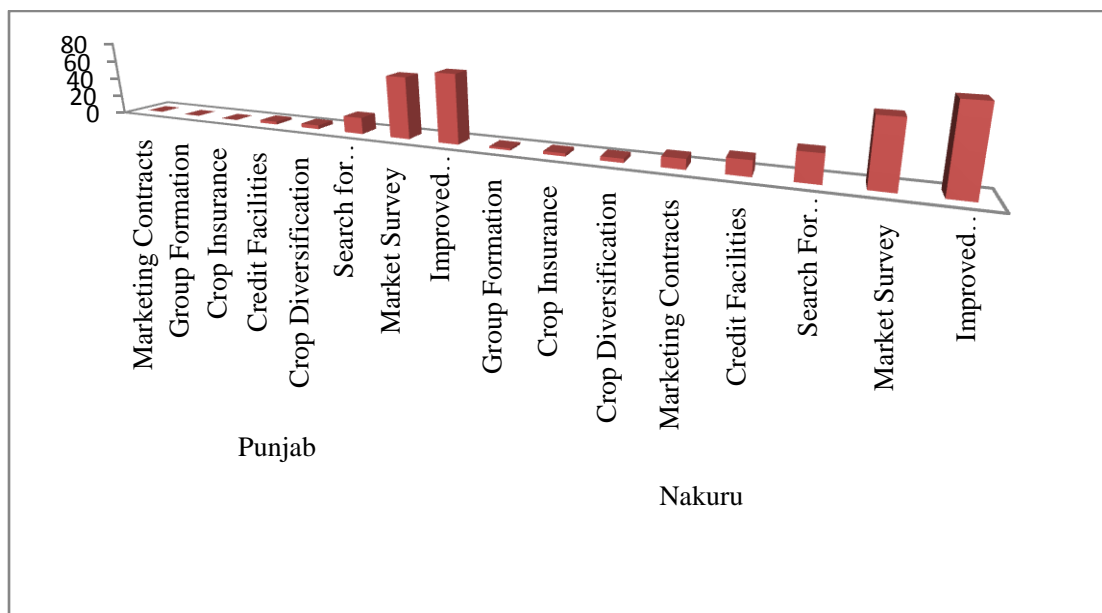 80
60
40
20
0
Marketing Contracts
Group Formation
Crop Insurance
Credit Facilities
Crop Diversification
Search for..
Market Survey
Improved..
Group Formation
Crop Insurance
Crop Diversification
Marketing Contracts
Credit Facilities
Search For..
Market Survey
Improved..
Punjab
Nakuru